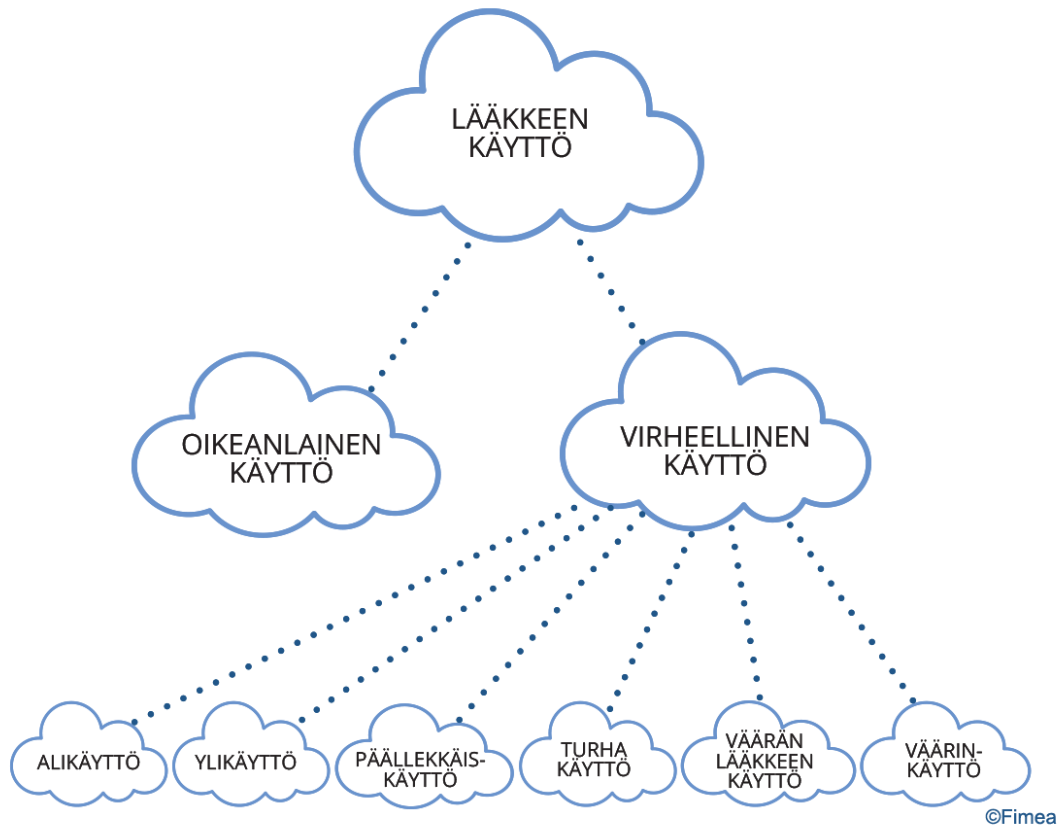 LÄÄKKEEN
KÄYTTÖ
OIKEANLAINEN
KÄYTTÖ
VIRHEELLINEN
KÄYTTÖ
ALIKÄYTTÖ
YLIKÄYTTÖ
PÄÄLLEKKÄIS-
KÄYTTÖ
TURHA
KÄYTTÖ
VÄÄRÄN
LÄÄKKEEN
KÄYTTÖ
VÄÄRIN-
KÄYTTÖ
©Fimea